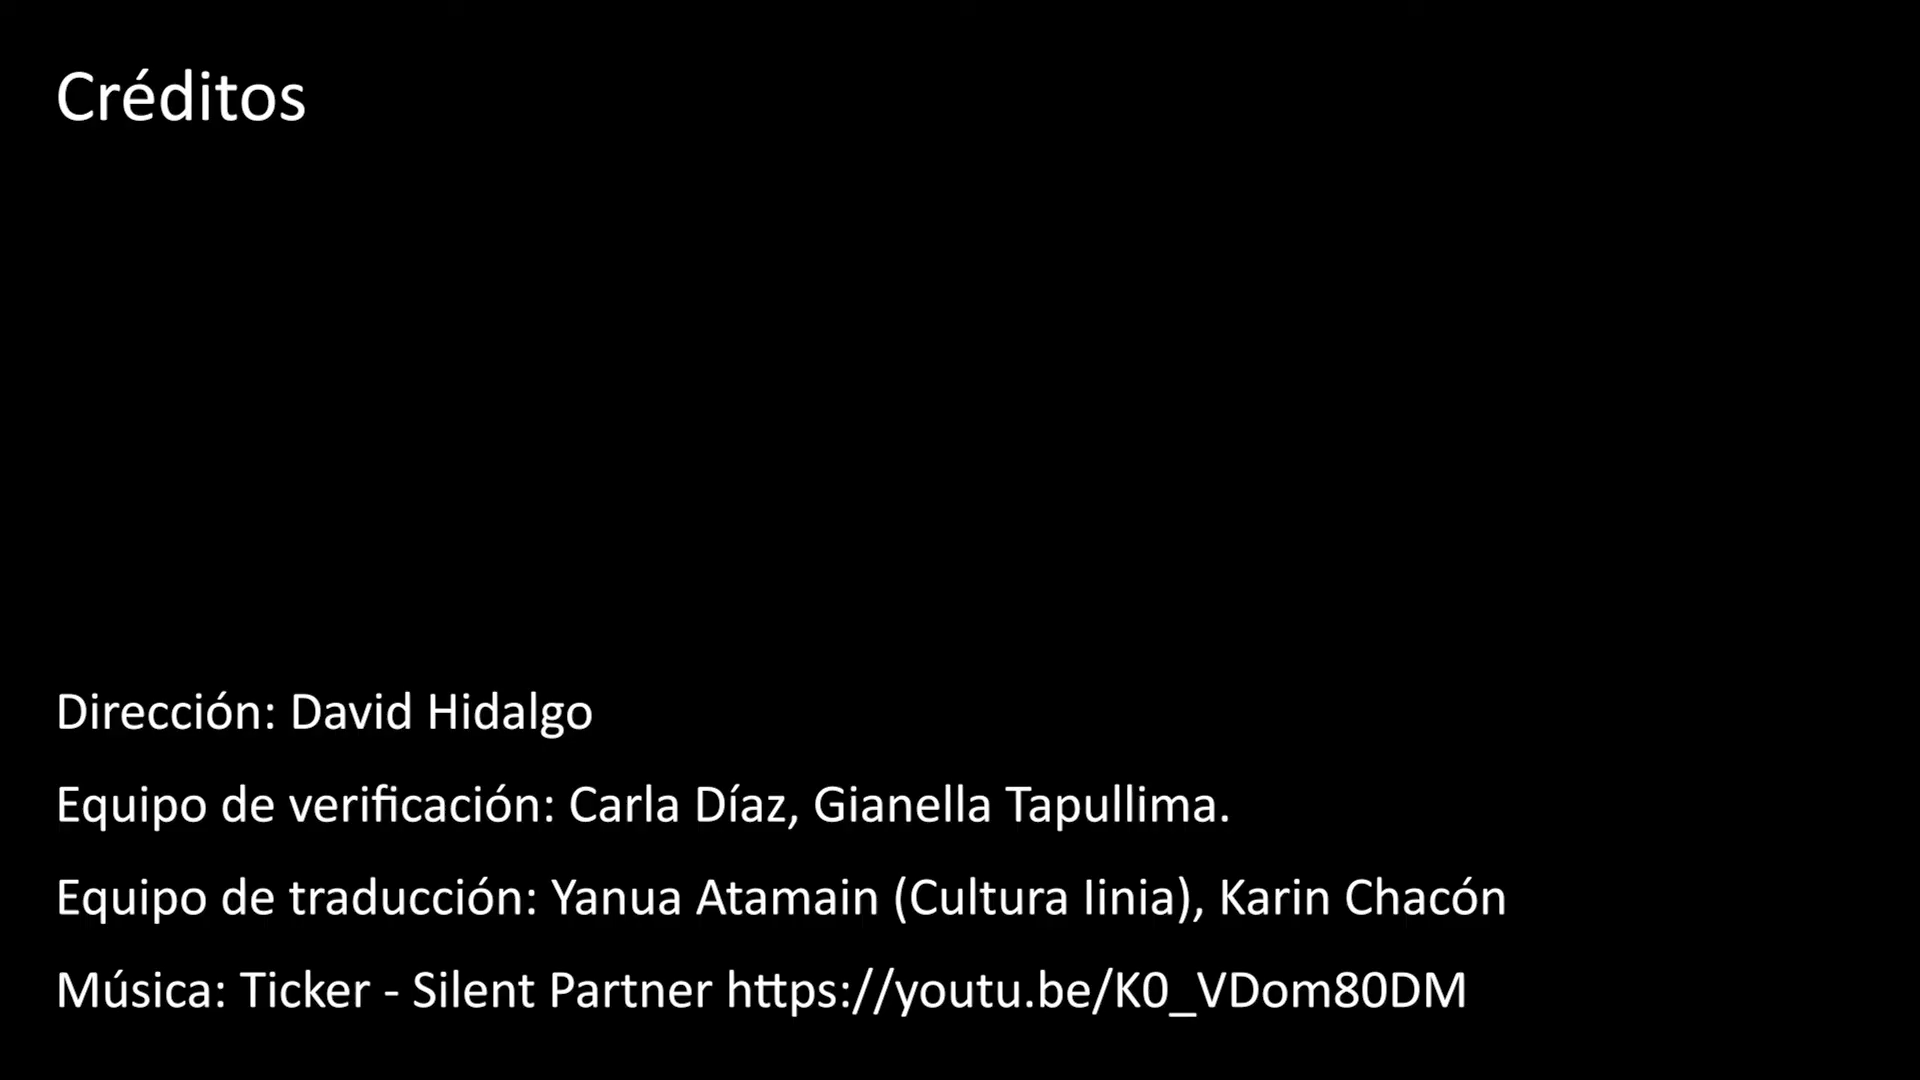 Créditos
Dirección: David Hidalgo
Equipo de verificación: Carla Díaz, Gianella Tapullima.
Equipo de traducción: Yanua Atamain (Cultura Iinia), Karin Chacón
Música: Ticker - Silent Partner https://youtu.be/K0_VDom80DM